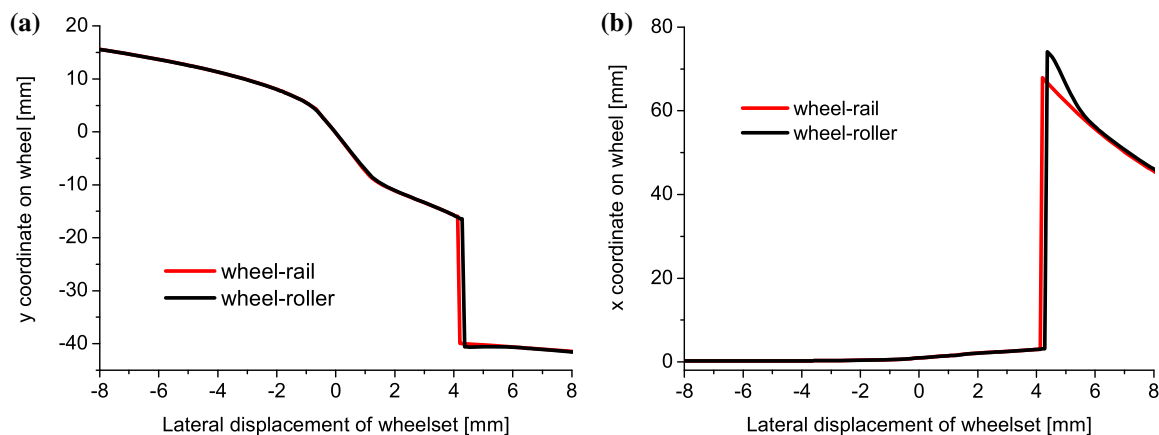 (a)
20
10
0
-10
-20
-30
-40
y coordinate on wheel [mm]
wheel-rail
wheel-roller
-8 -6 -4 -2 0 2 4 6 8
Lateral displacement of wheelset [mm]
(b)
80
60
40
20
0
x coordinate on wheel [mm]
wheel-rail
wheel-roller
-8 -6 -4 -2 0 2 4 6 8
Lateral displacement of wheelset [mm]